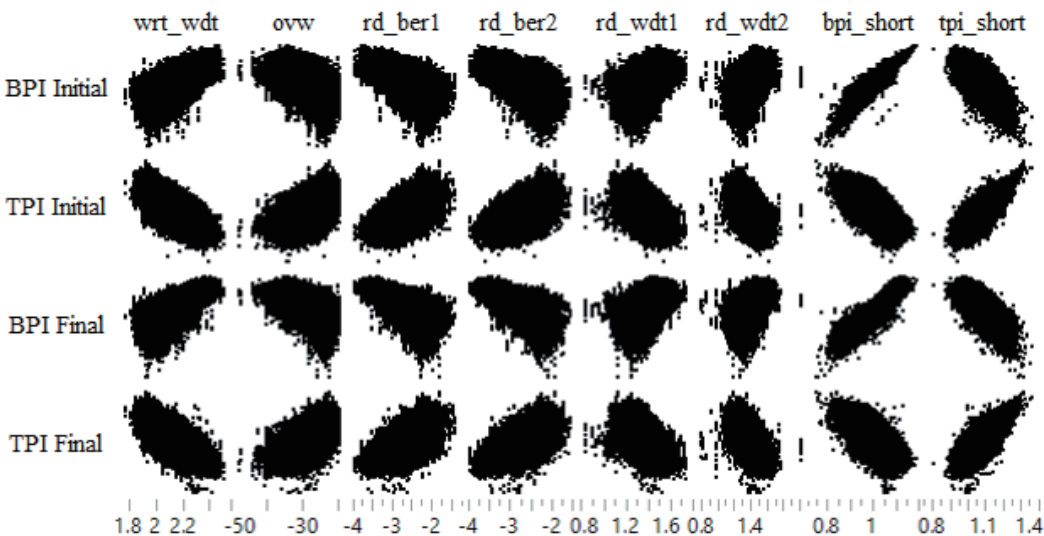 wrt_wdt ovw rd_ber1 rd_ber2 rd_wdt1 rd_wdt2 bpi_short tpi_short
BPI Initial
TPI Initial
BPI Final
TPI Final
1.8 2 2.2 -50 -30 -4 -3 -2 -4 -3 -2 0.8 1.2 1.6 0.8 1.4 0.8 1 0.8 1.1 1.4